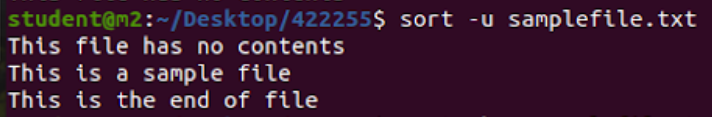 student@m2:~/Desktop/422255$ sort -u samplefile.txt
This file has no contents
This is a sample file
This is the end of file